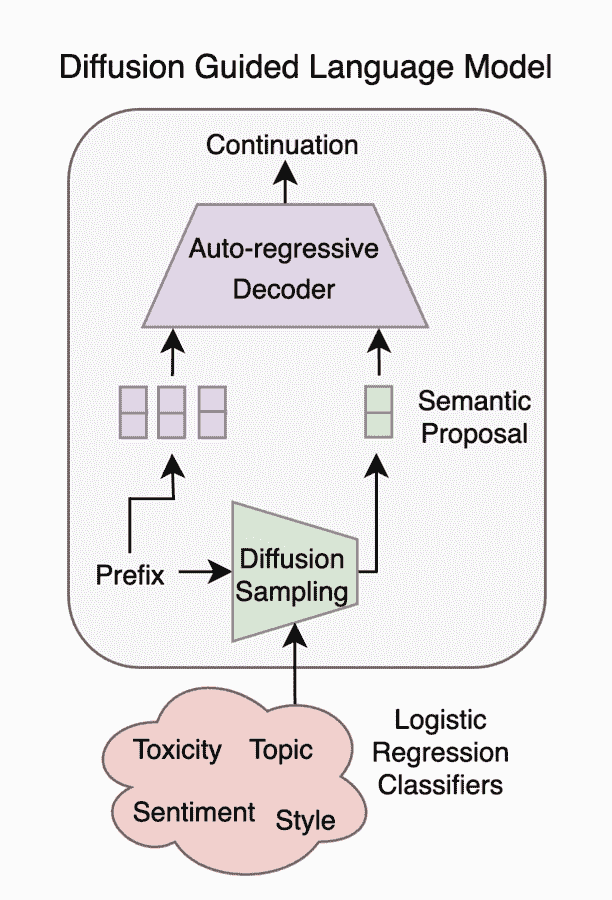 Diffusion Guided Language Model
Continuation
Auto-regressive
Decoder
Semantic
Proposal
Prefix
Diffusion
Sampling
Toxicity
Topic
Sentiment
Style
Logistic
Regression
Classifiers